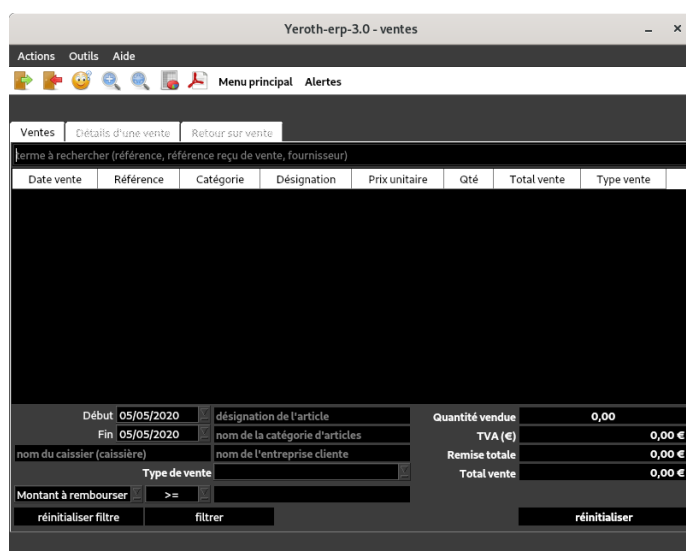 Yeroth-erp-3.0 - ventes
Actions Outils Aide
Menu principal Alertes
Ventes Détails d'une vente Retour sur vente
terme à rechercher (référence, référence reçu de vente, fournisseur)
Date vente Référence Catégorie Désignation Prix unitaire Qté Total vente Type vente
Début 05/05/2020 désignation de l'article Quantité vendue 0,00
Fin 05/05/2020 nom de la catégorie d'articles TVA (€) 0,00 €
nom du caissier (caissière) nom de l'entreprise cliente Remise totale 0,00 €
Type de vente Total vente 0,00 €
Montant à rembourser >=
réinitialiser filtre filtrer réinitialiser